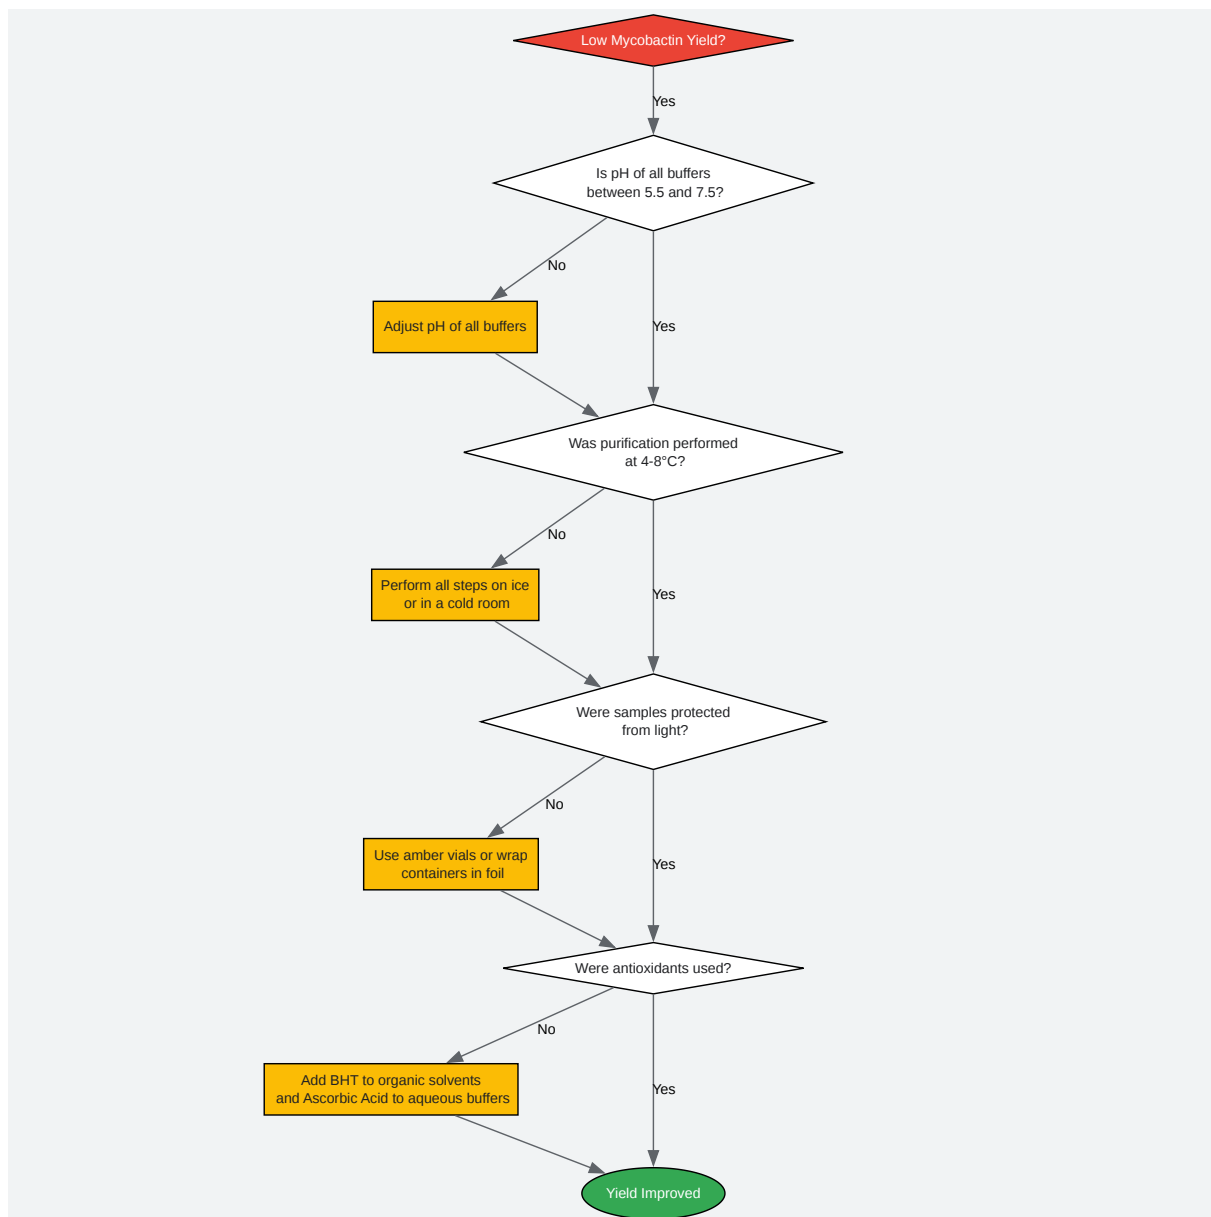 Low Mycobactin Yield?
Yes
Is pH of all buffers
between 5.5 and 7.5?
No
Adjust pH of all buffers
Yes
Was purification performed
at 4-8°C?
No
Perform all steps on ice
or in a cold room
Yes
Were samples protected
from light?
No
Use amber vials or wrap
containers in foil
Yes
Were antioxidants used?
No
Add BHT to organic solvents
and Ascorbic Acid to aqueous buffers
Yes
Yield Improved